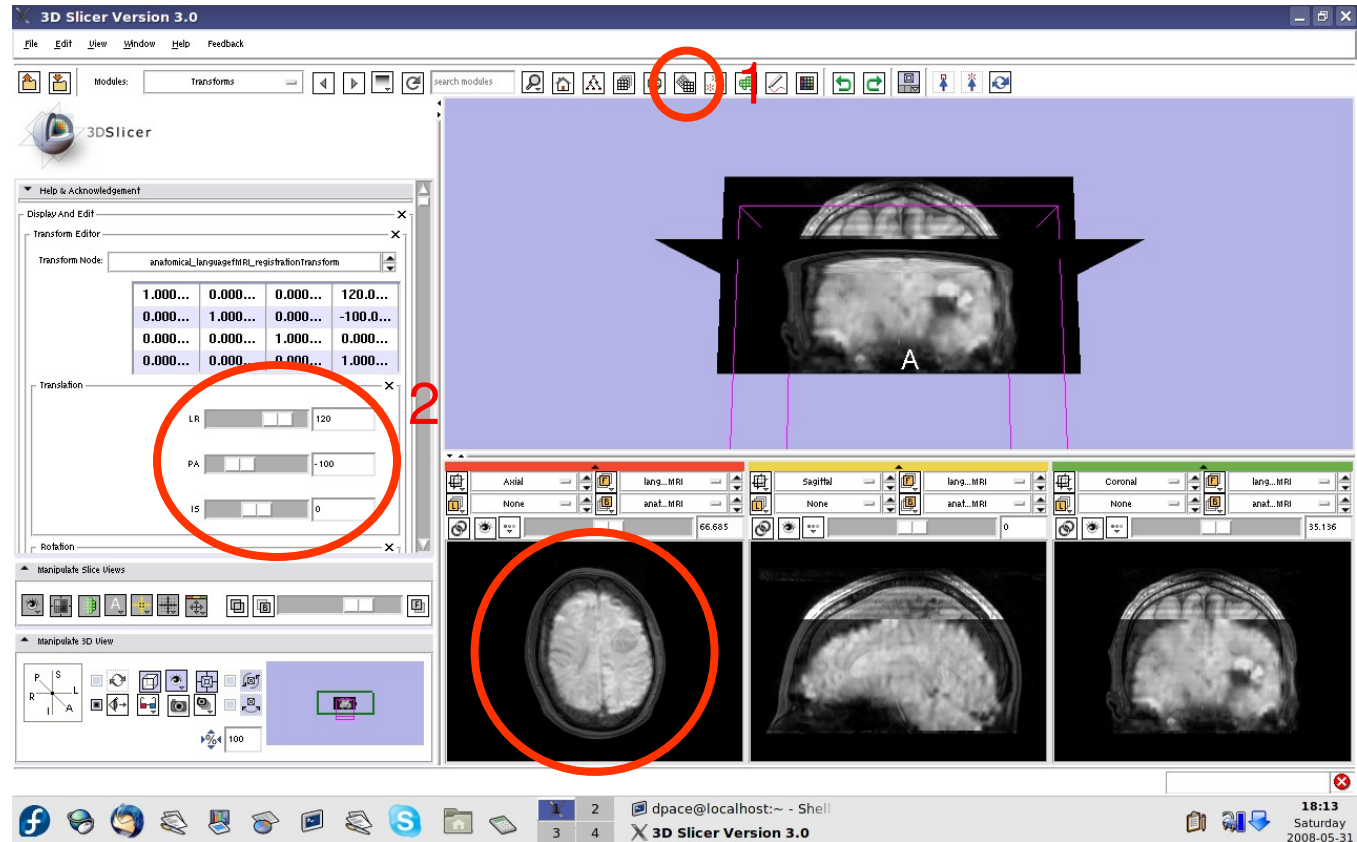 3D Slicer Version 3.0
File Edit View Window Help Feedback
Modules: Transforms search modules
1
3DSlicer
Help & Acknowledgement
Display And Edit
Transform Editor
Transform Node: anatomical_languagefMRI_registrationTransform
1.000... 0.000... 0.000... 120.0...
0.000... 1.000... 0.000... -100.0...
0.000... 0.000... 1.000... 0.000...
0.000... 0.000... 0.000... 1.000...
Translation
2
LR 120
PA -100
IS 0
Rotation
A
Axial lang...MRI Sagittal lang...MRI Coronal lang...MRI
None anat...MRI None anat...MRI None anat...MRI
66.685 0 35.136
Manipulate Slice Views
Manipulate 3D View
P S
R L
I A
% 100
1 2
3 4
dpace@localhost:~ - Shell
3D Slicer Version 3.0
18:13
Saturday
2008-05-31